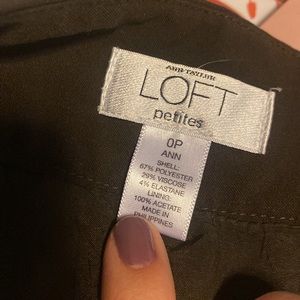 ANN TAYLOR
LOFT
petites
0P
ANN
SHELL:
67% POLYESTER
29% VISCOSE
4% ELASTANE
LINING:
100% ACETATE
MADE IN
PHILIPPINES